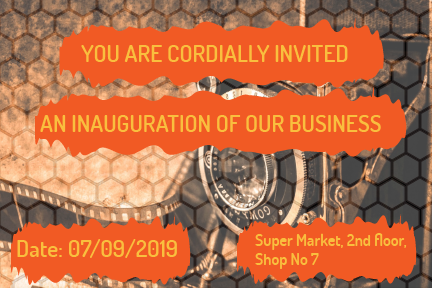 YOU ARE CORDIALLY INVITED
AN INAUGURATION OF OUR BUSINESS
Date: 07/09/2019
Super Market, 2nd floor,
Shop No 7